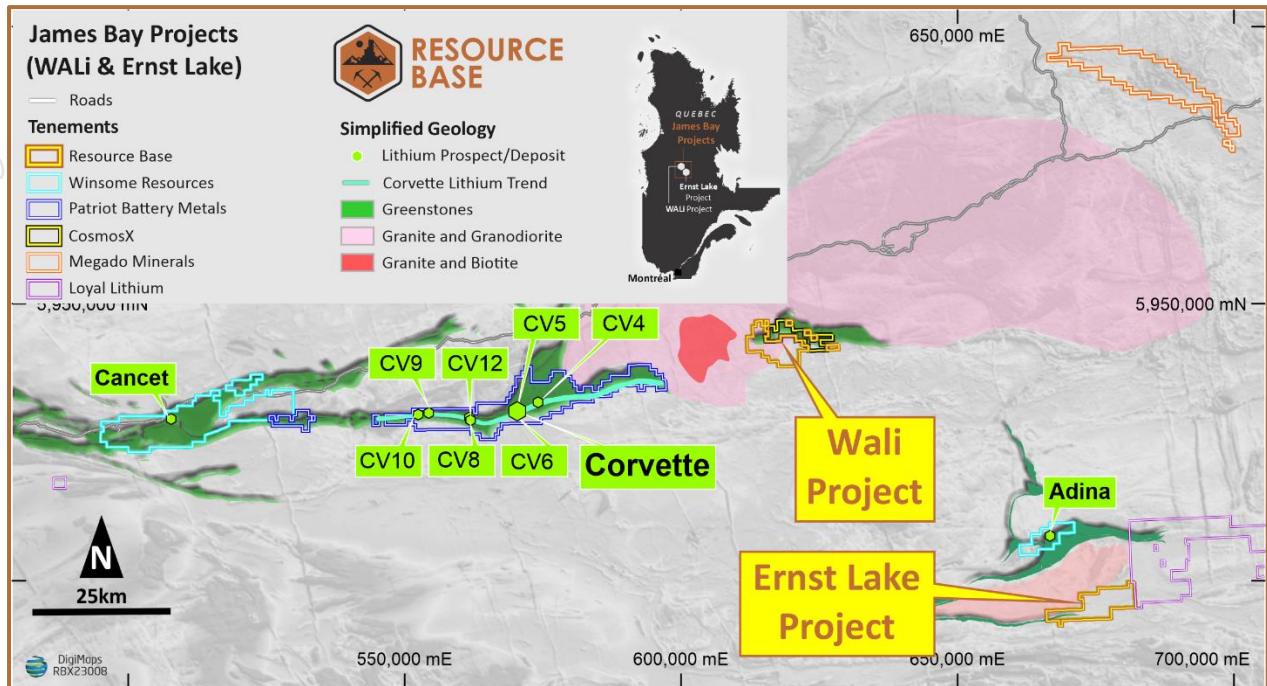 James Bay Projects
(WALi & Ernst Lake)
Roads
Tenements
Resource Base
Winsome Resources
Patriot Battery Metals
CosmosX
Megado Minerals
Loyal Lithium
RESOURCE
BASE
Simplified Geology
Lithium Prospect/Deposit
Corvette Lithium Trend
Greenstones
Granite and Granodiorite
Granite and Biotite
QUEBEC
James Bay
Projects
Ernst Lake
Project
WALi Project
Montréal
650,000 mE
5,950,000 mN
5,950,000 mN
CV5
CV4
CV9
CV12
Cancet
CV10
CV8
CV6
Corvette
Wali
Project
Adina
Ernst Lake
Project
N
25km
DigiMaps
RBX23008
550,000 mE
600,000 mE
650,000 mE
700,000 mE